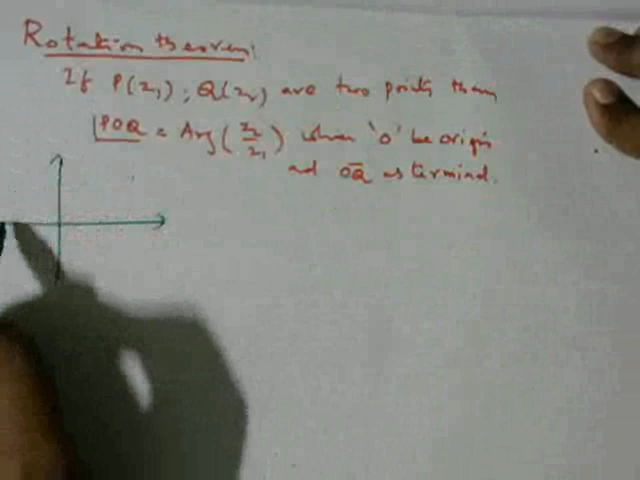 Rotation theorem:
If P(z₁), Q(z₂) are two points then
∠POQ = Arg(z₂/z₁) where 'O' be origin
and OQ as terminal.